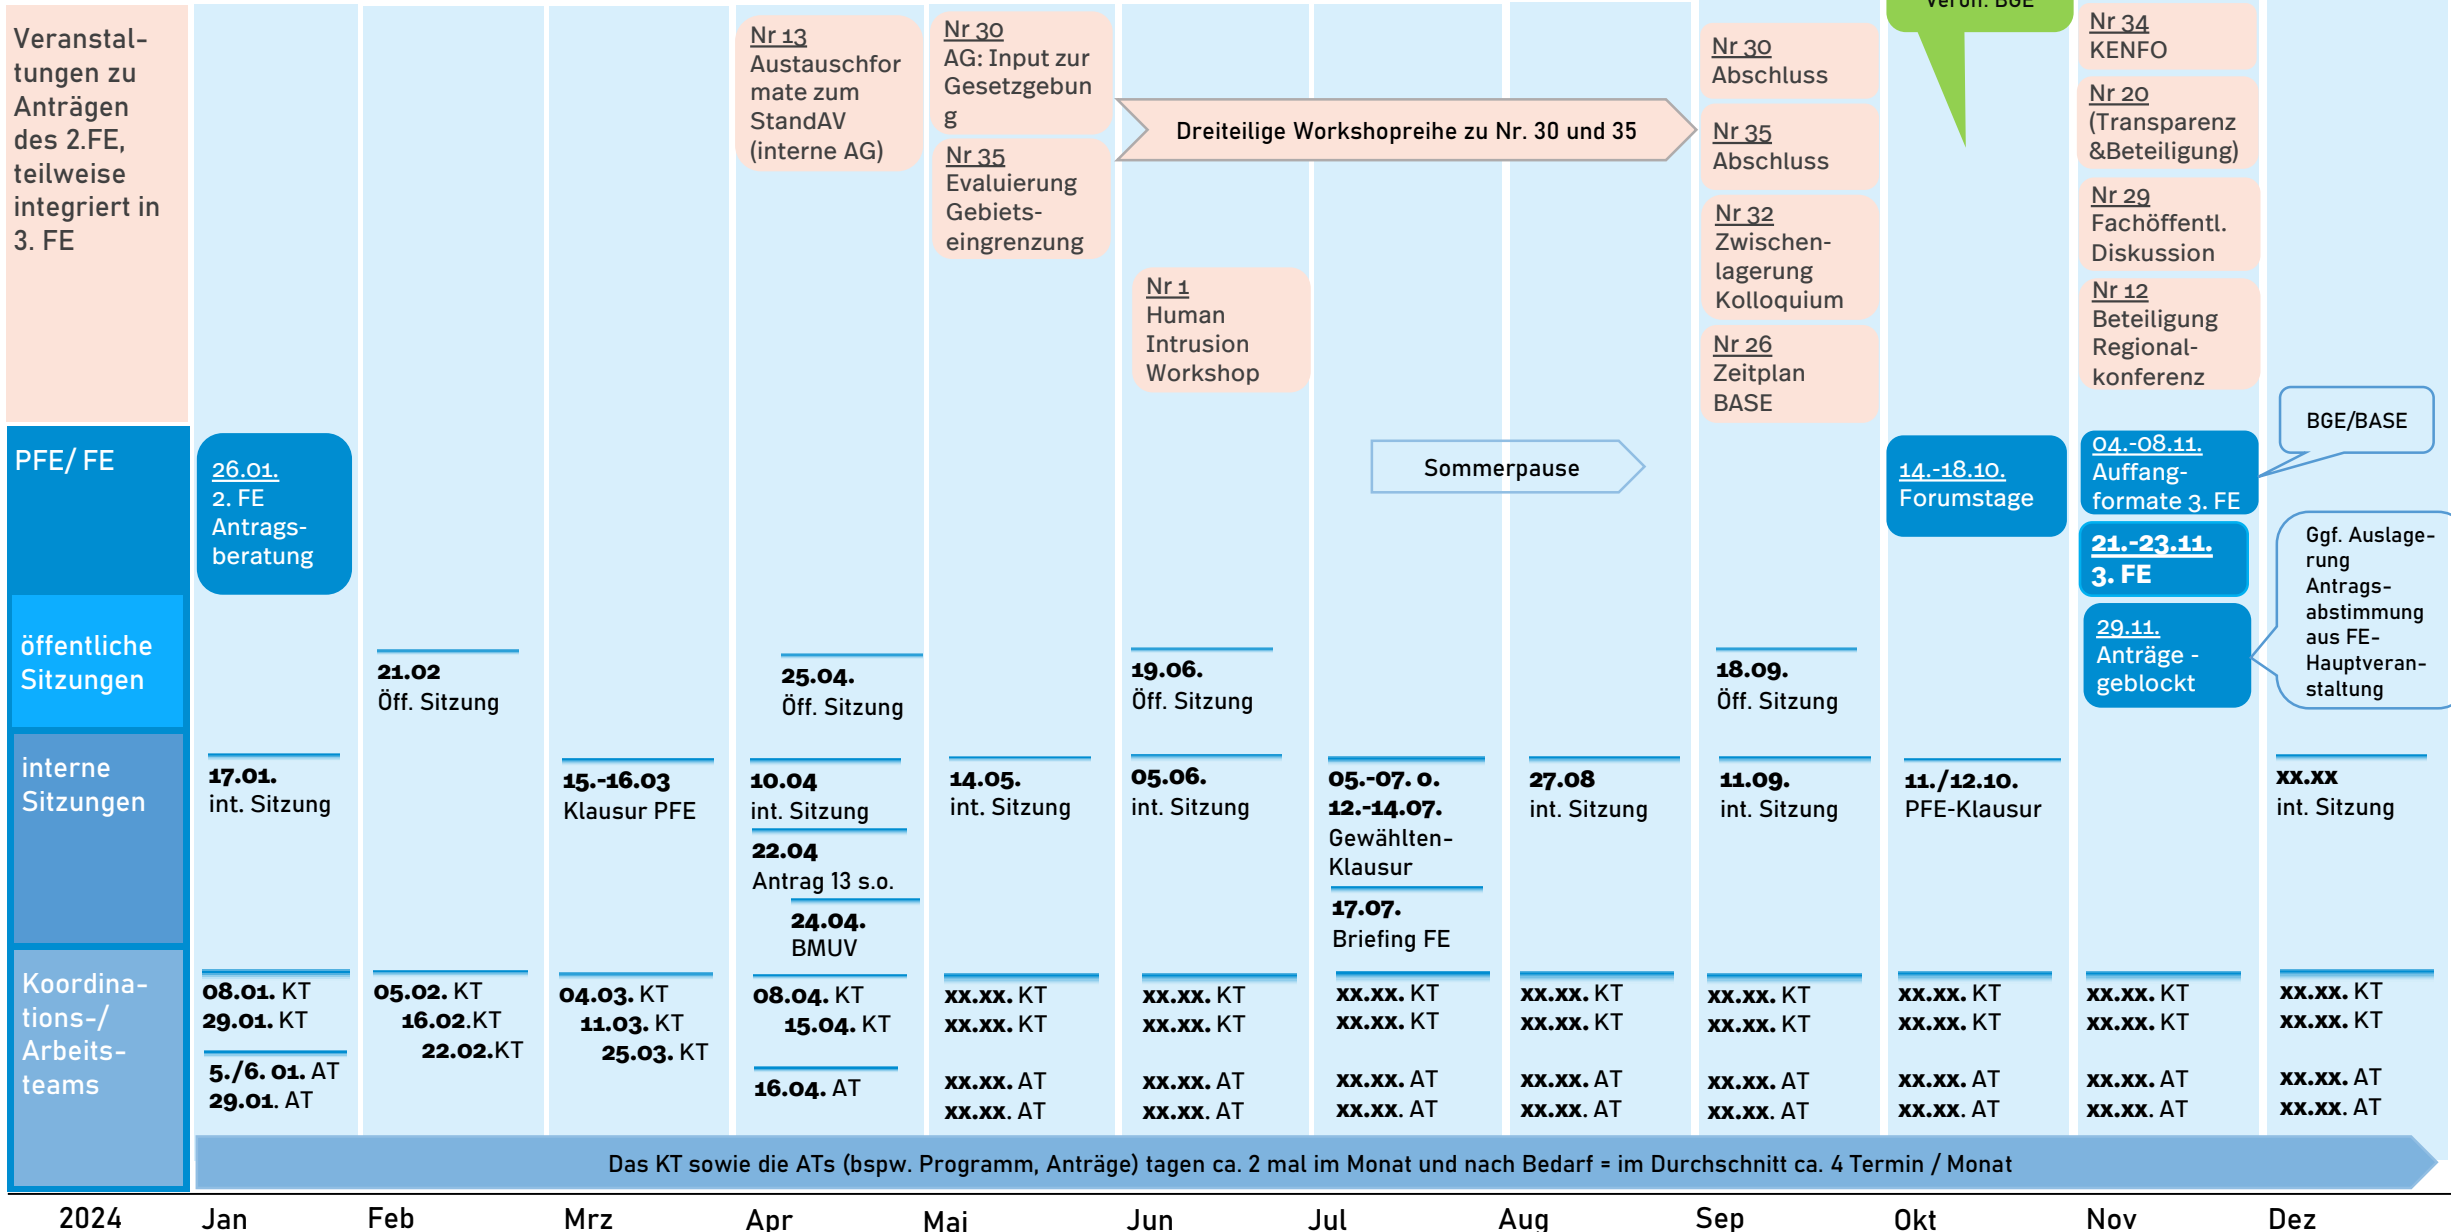 Veröff. BGE
Veranstal-
tungen zu
Anträgen
des 2.FE,
teilweise
integriert in
3. FE
Nr 13
Austauschfor
mate zum
StandAV
(interne AG)
Nr 30
AG: Input zur
Gesetzgebun
g
Nr 35
Evaluierung
Gebiets-
eingrenzung
Dreiteilige Workshopreihe zu Nr. 30 und 35
Nr 1
Human
Intrusion
Workshop
Nr 30
Abschluss
Nr 35
Abschluss
Nr 32
Zwischen-
lagerung
Kolloquium
Nr 26
Zeitplan
BASE
Nr 34
KENFO
Nr 20
(Transparenz
&Beteiligung)
Nr 29
Fachöffentl.
Diskussion
Nr 12
Beteiligung
Regional-
konferenz
PFE/ FE
26.01.
2. FE
Antrags-
beratung
Sommerpause
14.-18.10.
Forumstage
04.-08.11.
Auffang-
formate 3. FE
21.-23.11.
3. FE
29.11.
Anträge -
geblockt
BGE/BASE
Ggf. Auslage-
rung
Antrags-
abstimmung
aus FE-
Hauptveran-
staltung
öffentliche
Sitzungen
21.02
Öff. Sitzung
25.04.
Öff. Sitzung
19.06.
Öff. Sitzung
18.09.
Öff. Sitzung
interne
Sitzungen
17.01.
int. Sitzung
15.-16.03
Klausur PFE
10.04
int. Sitzung
22.04
Antrag 13 s.o.
24.04.
BMUV
14.05.
int. Sitzung
05.06.
int. Sitzung
05.-07. o.
12.-14.07.
Gewählten-
Klausur
17.07.
Briefing FE
27.08
int. Sitzung
11.09.
int. Sitzung
11./12.10.
PFE-Klausur
xx.xx
int. Sitzung
Koordina-
tions-/
Arbeits-
teams
08.01. KT
29.01. KT
5./6. 01. AT
29.01. AT
05.02. KT
16.02.KT
22.02.KT
04.03. KT
11.03. KT
25.03. KT
08.04. KT
15.04. KT
16.04. AT
xx.xx. KT
xx.xx. KT
xx.xx. AT
xx.xx. AT
xx.xx. KT
xx.xx. KT
xx.xx. AT
xx.xx. AT
xx.xx. KT
xx.xx. KT
xx.xx. AT
xx.xx. AT
xx.xx. KT
xx.xx. KT
xx.xx. AT
xx.xx. AT
xx.xx. KT
xx.xx. KT
xx.xx. AT
xx.xx. AT
xx.xx. KT
xx.xx. KT
xx.xx. AT
xx.xx. AT
xx.xx. KT
xx.xx. KT
xx.xx. AT
xx.xx. AT
xx.xx. KT
xx.xx. KT
xx.xx. AT
xx.xx. AT
Das KT sowie die ATs (bspw. Programm, Anträge) tagen ca. 2 mal im Monat und nach Bedarf = im Durchschnitt ca. 4 Termin / Monat
2024 Jan Feb Mrz Apr Mai Jun Jul Aug Sep Okt Nov Dez